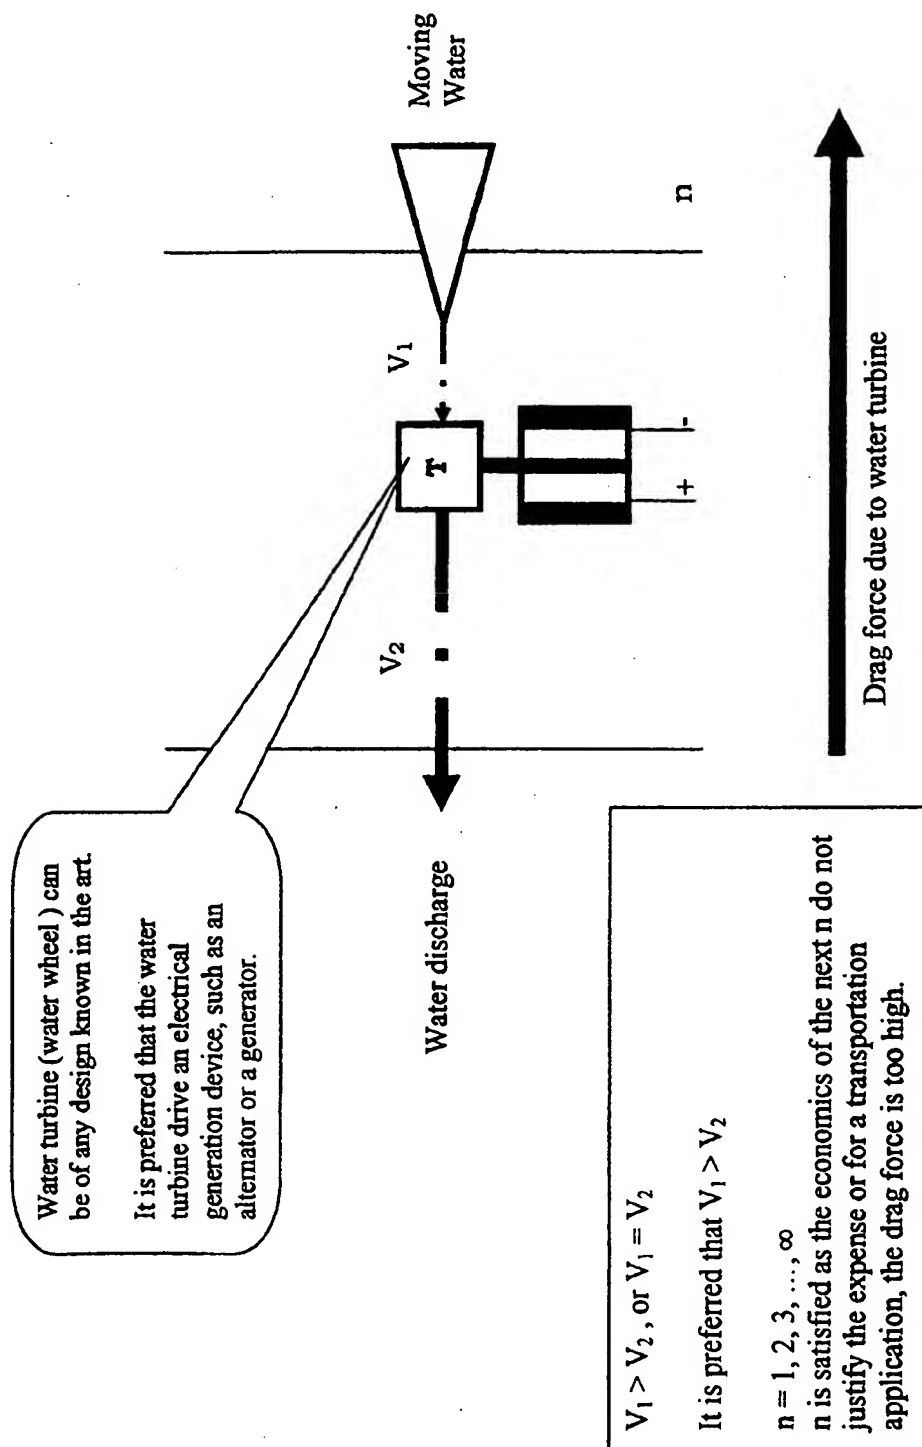 Water turbine (water wheel ) can
be of any design known in the art.
It is preferred that the water
turbine drive an electrical
generation device, such as an
alternator or a generator.
Moving
Water
V₁
T
V₂
Water discharge
n
+
-
Drag force due to water turbine
V₁ > V₂ , or V₁ = V₂
It is preferred that V₁ > V₂
n = 1, 2, 3, ..., ∞
n is satisfied as the economics of the next n do not
justify the expense or for a transportation
application, the drag force is too high.